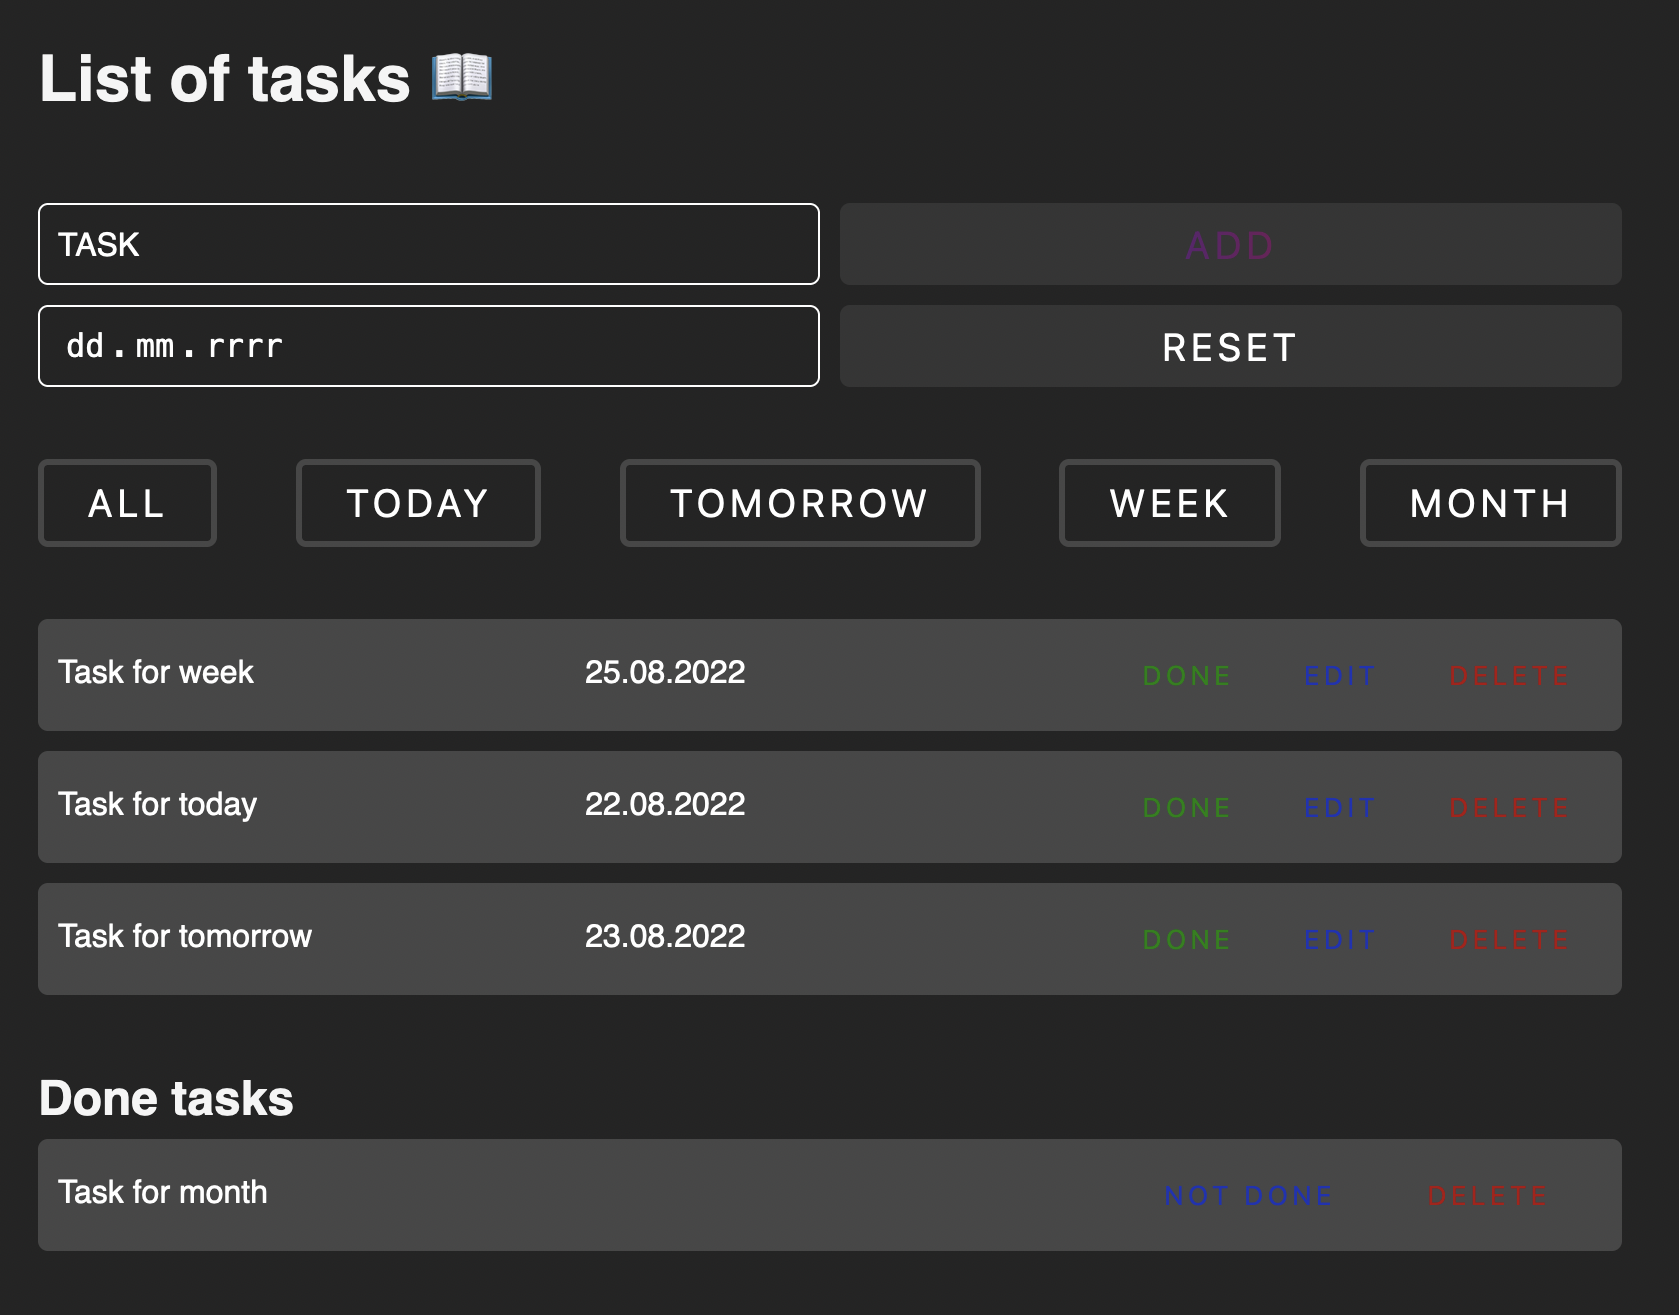 List of tasks
TASK
ADD
dd.mm.rrrr
RESET
ALL TODAY TOMORROW WEEK MONTH
Task for week 25.08.2022 DONE EDIT DELETE
Task for today 22.08.2022 DONE EDIT DELETE
Task for tomorrow 23.08.2022 DONE EDIT DELETE
Done tasks
Task for month NOT DONE DELETE